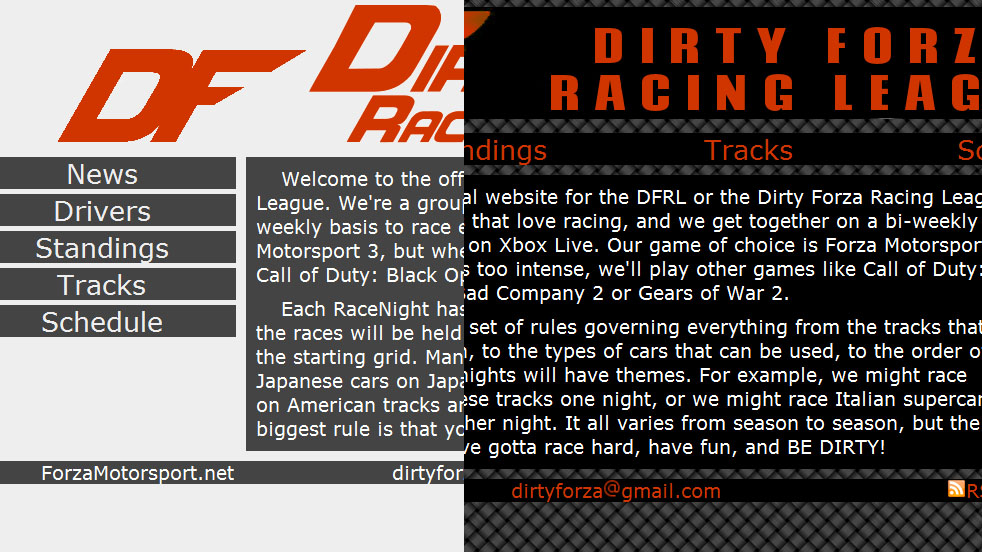 DF
DIR
RAC
News
Drivers
Standings
Tracks
Schedule
Welcome to the off
League. We're a grou
weekly basis to race e
Motorsport 3, but whe
Call of Duty: Black Op
Each RaceNight has
the races will be held
the starting grid. Man
Japanese cars on Japa
on American tracks an
biggest rule is that yo
ForzaMotorsport.net
dirtyfor
DIRTY FORZ
RACING LEAG
ndings
Tracks
Sc
al website for the DFRL or the Dirty Forza Racing Leag
that love racing, and we get together on a bi-weekly
on Xbox Live. Our game of choice is Forza Motorsport
s too intense, we'll play other games like Call of Duty:
Bad Company 2 or Gears of War 2.
set of rules governing everything from the tracks that
n, to the types of cars that can be used, to the order of
nights will have themes. For example, we might race
ese tracks one night, or we might race Italian supercar
her night. It all varies from season to season, but the
ve gotta race hard, have fun, and BE DIRTY!
dirtyforza@gmail.com
RS